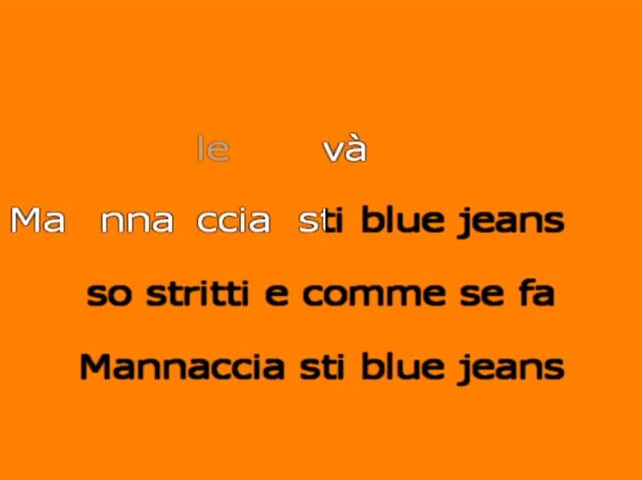 le và
Ma nna ccia sti blue jeans
so stritti e comme se fa
Mannaccia sti blue jeans